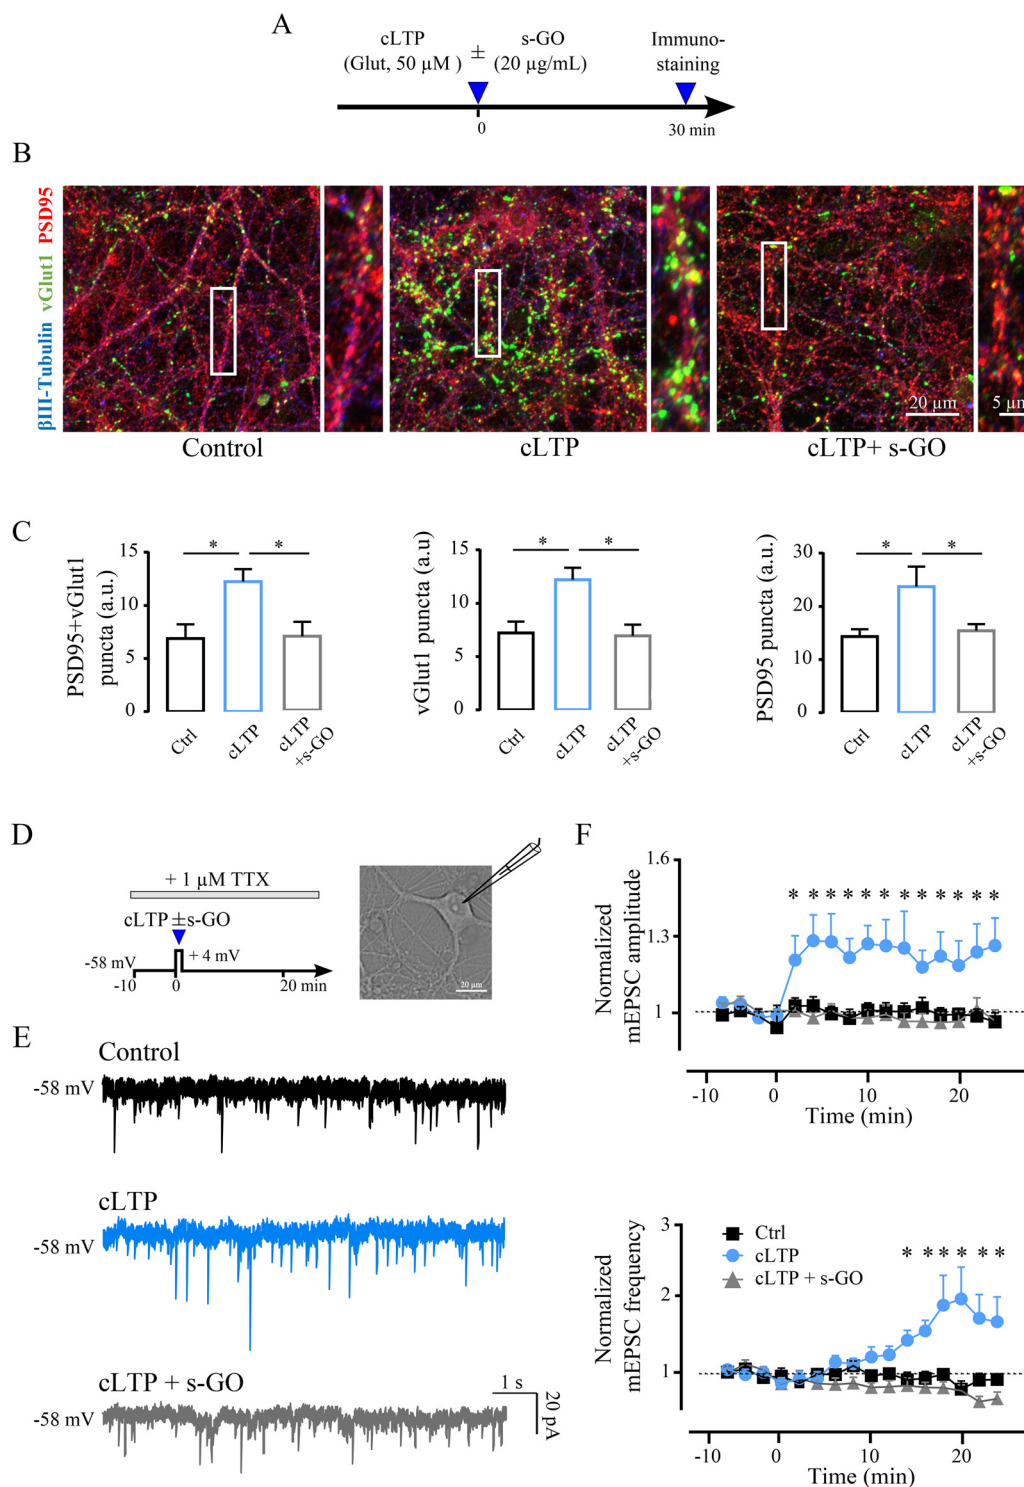 A
cLTP ± s-GO
(Glut, 50 µM ) (20 µg/mL)
Immuno-
staining
0
30 min
B
βIII-Tubulin vGlut1 PSD95
20 µm
5 µm
Control
cLTP
cLTP+ s-GO
C
PSD95+vGlut1
puncta (a.u.)
15
10
5
0
* *
Ctrl
cLTP
cLTP
+s-GO
vGlut1 puncta (a.u)
15
10
5
0
* *
Ctrl
cLTP
cLTP
+s-GO
PSD95 puncta (a.u.)
30
20
10
0
* *
Ctrl
cLTP
cLTP
+s-GO
D
+ 1 µM TTX
cLTP ±s-GO
-58 mV
+ 4 mV
-10 0 20 min
20 µm
E
Control
-58 mV
cLTP
-58 mV
cLTP + s-GO
-58 mV
1 s
20 pA
F
Normalized
mEPSC amplitude
1.6
1.3
1
* * * * * * * * * * * *
-10 0 10 20
Time (min)
Normalized
mEPSC frequency
3
2
1
Ctrl
cLTP
cLTP + s-GO
* * * * * *
-10 0 10 20
Time (min)